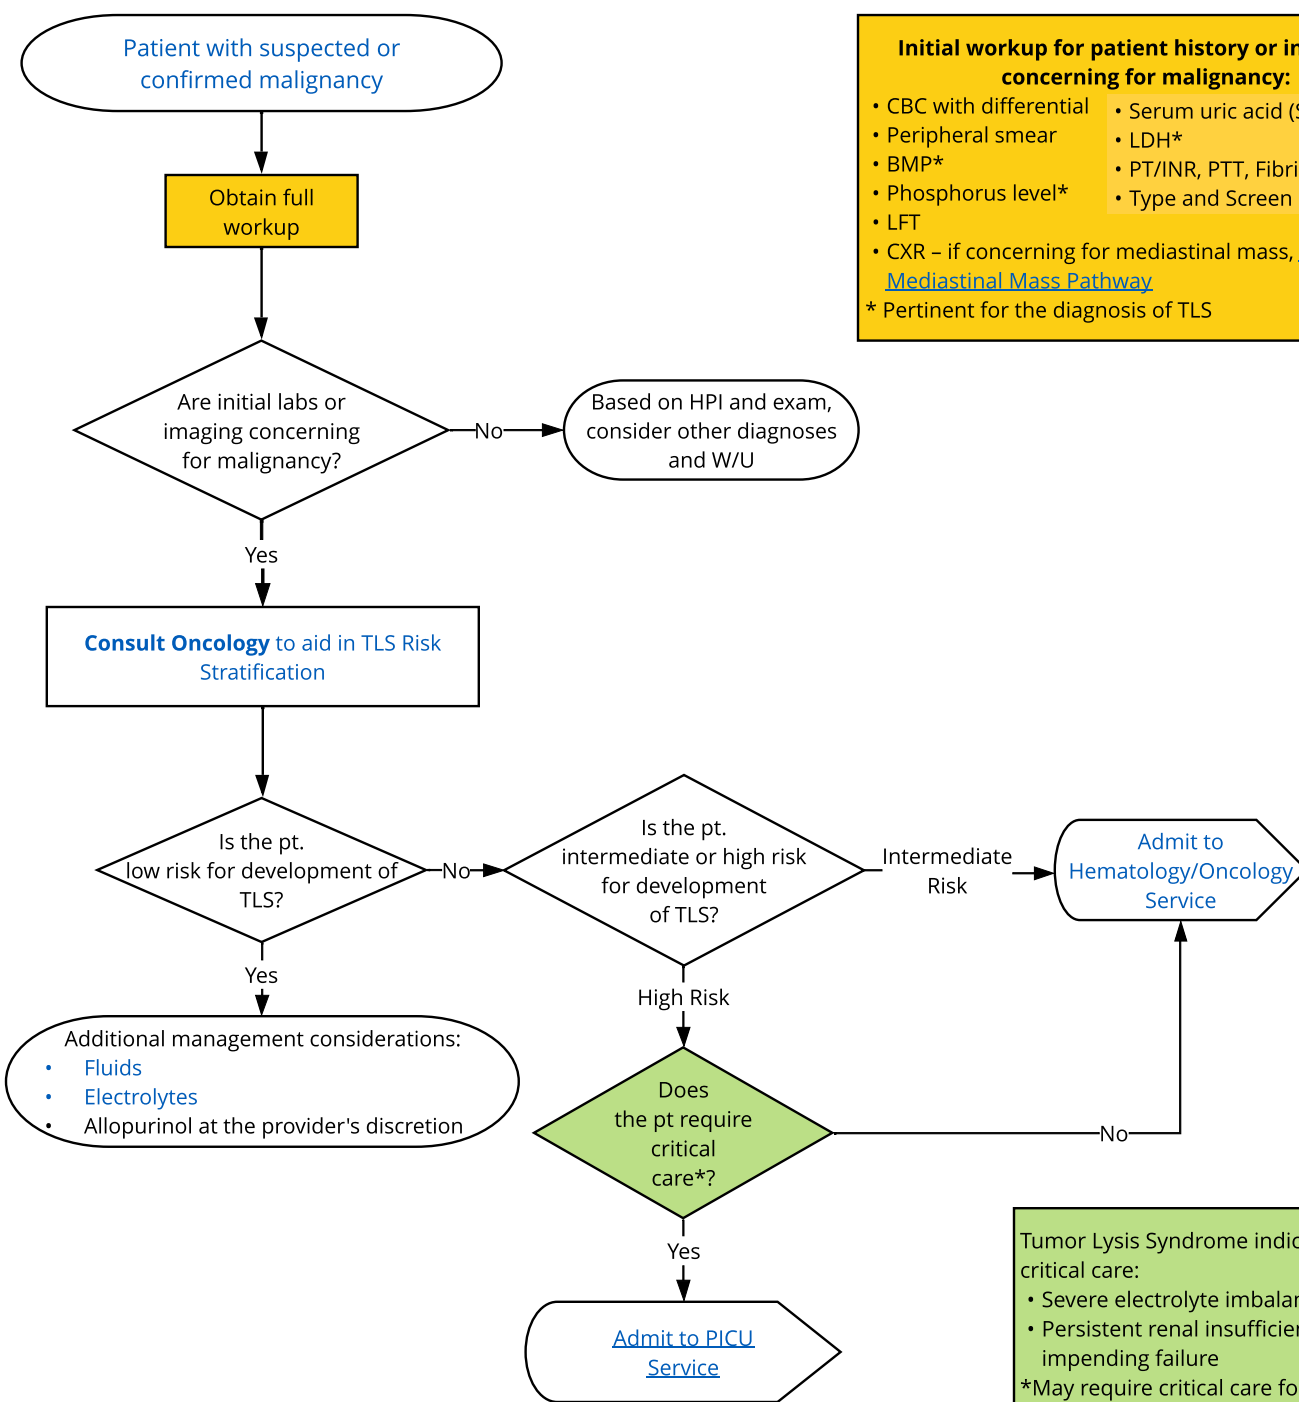 Patient with suspected or
confirmed malignancy
Obtain full
workup
Initial workup for patient history or
concerning for malignancy:
• CBC with differential
• Peripheral smear
• BMP*
• Phosphorus level*
• LFT
• Serum uric acid
• LDH*
• PT/INR, PTT,
• Type and Screen
• CXR – if concerning for mediastinal mass,
Mediastinal Mass Pathway
* Pertinent for the diagnosis of TLS
Are initial labs or
imaging concerning
for malignancy?
No
Based on HPI and exam,
consider other diagnoses
and W/U
Yes
Consult Oncology to aid in TLS Risk
Stratification
Is the pt.
low risk for development of
TLS?
No
Is the pt.
intermediate or high risk
for development
of TLS?
Intermediate
Risk
Admit to
Hematology/Oncology
Service
Yes
High Risk
Additional management considerations:
• Fluids
• Electrolytes
• Allopurinol at the provider's discretion
Does
the pt require
critical
care*?
No
Yes
Admit to PICU
Service
Tumor Lysis Syndrome
critical care:
• Severe electrolyte
• Persistent renal
impending failure
*May require critical care